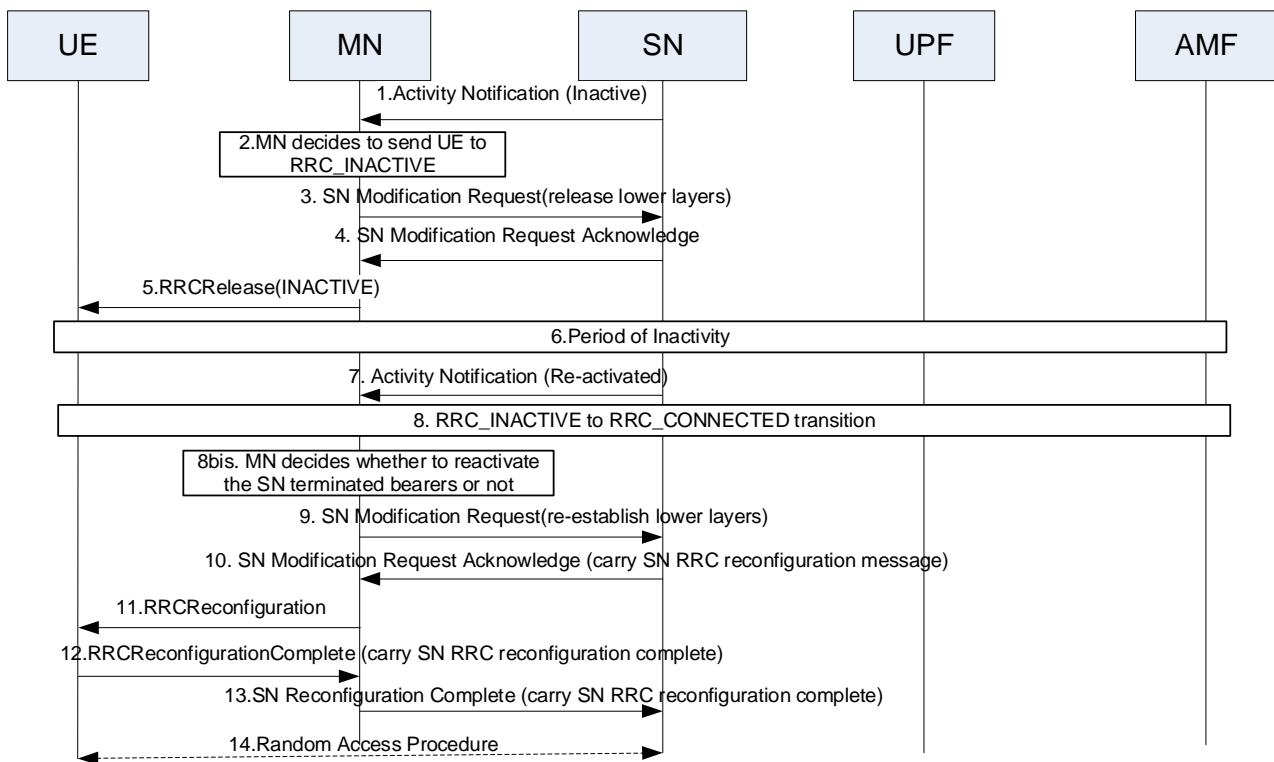 UE
MN
SN
UPF
AMF
1.Activity Notification (Inactive)
2.MN decides to send UE to
RRC_INACTIVE
3. SN Modification Request(release lower layers)
4. SN Modification Request Acknowledge
5.RRCRelease(INACTIVE)
6.Period of Inactivity
7. Activity Notification (Re-activated)
8. RRC_INACTIVE to RRC_CONNECTED transition
8bis. MN decides whether to reactivate
the SN terminated bearers or not
9. SN Modification Request(re-establish lower layers)
10. SN Modification Request Acknowledge (carry SN RRC reconfiguration message)
11.RRCReconfiguration
12.RRCReconfigurationComplete (carry SN RRC reconfiguration complete)
13.SN Reconfiguration Complete (carry SN RRC reconfiguration complete)
14.Random Access Procedure